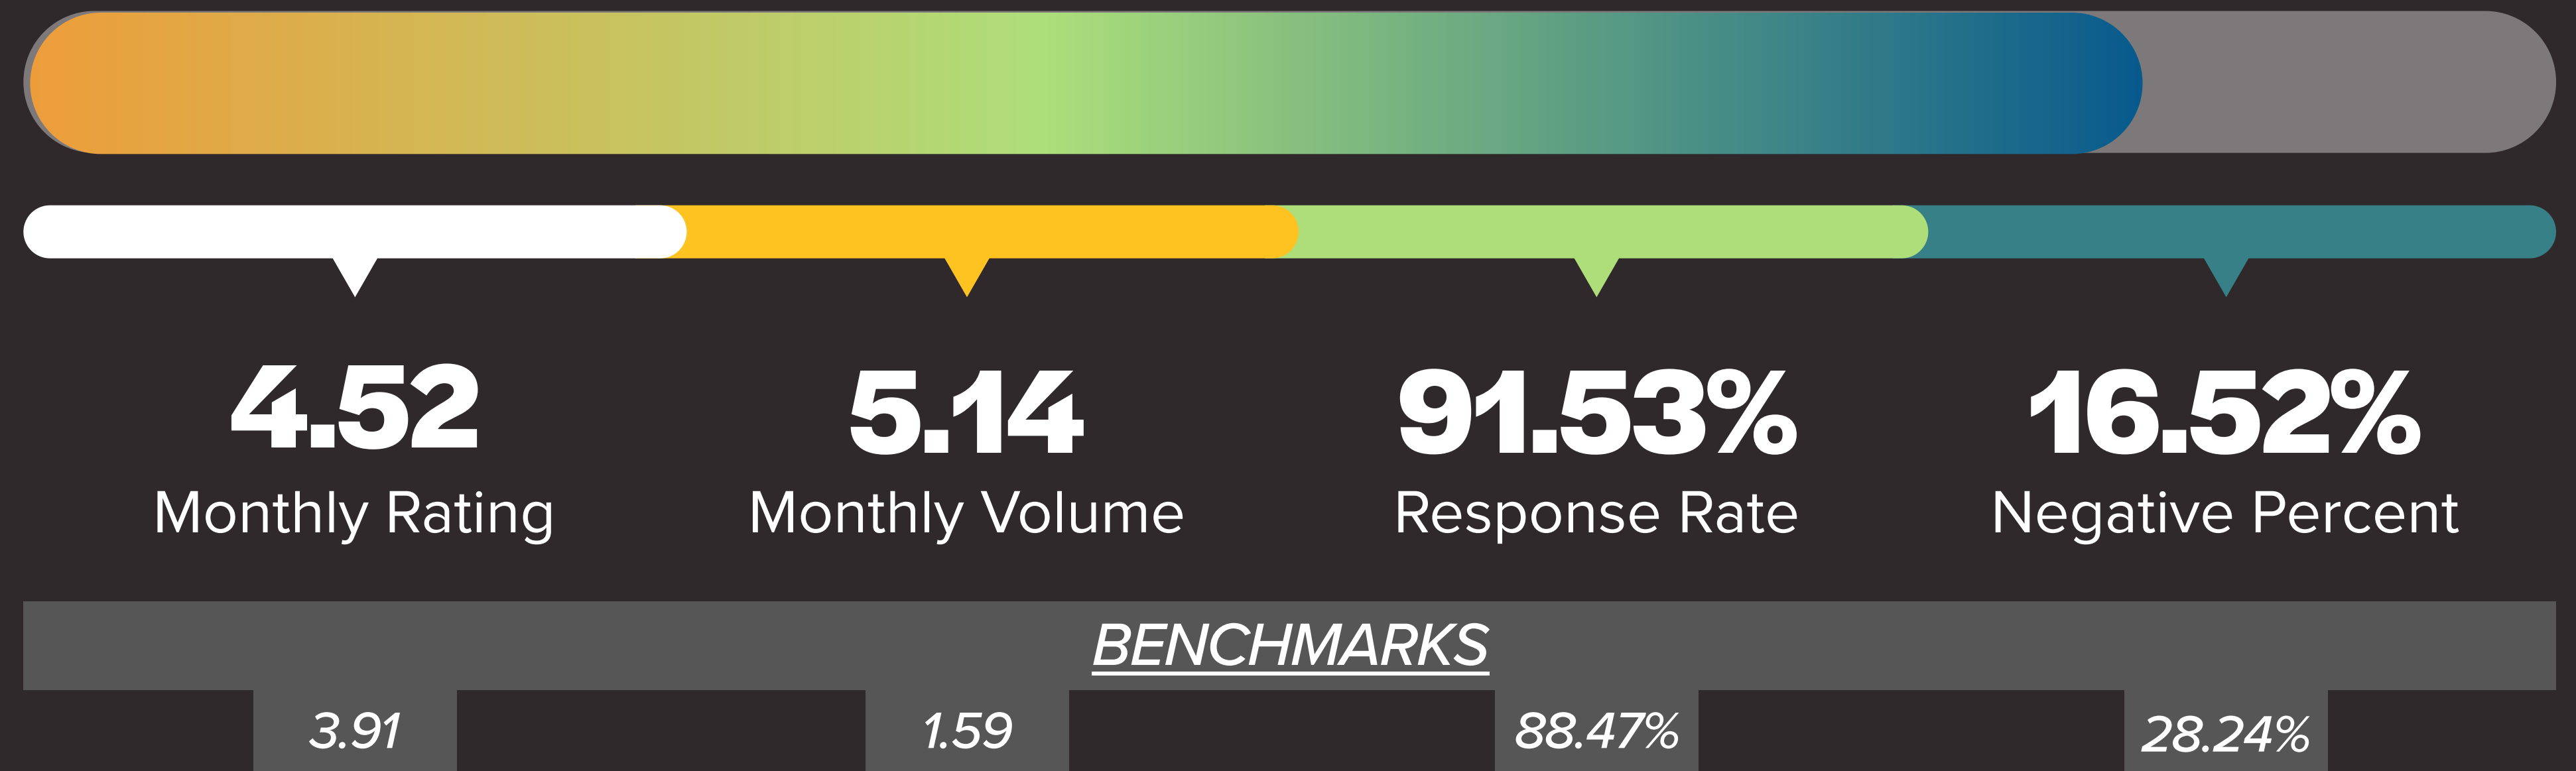 4.52 5.14 91.53% 16.52%
Monthly Rating Monthly Volume Response Rate Negative Percent
BENCHMARKS
3.91 1.59 88.47% 28.24%